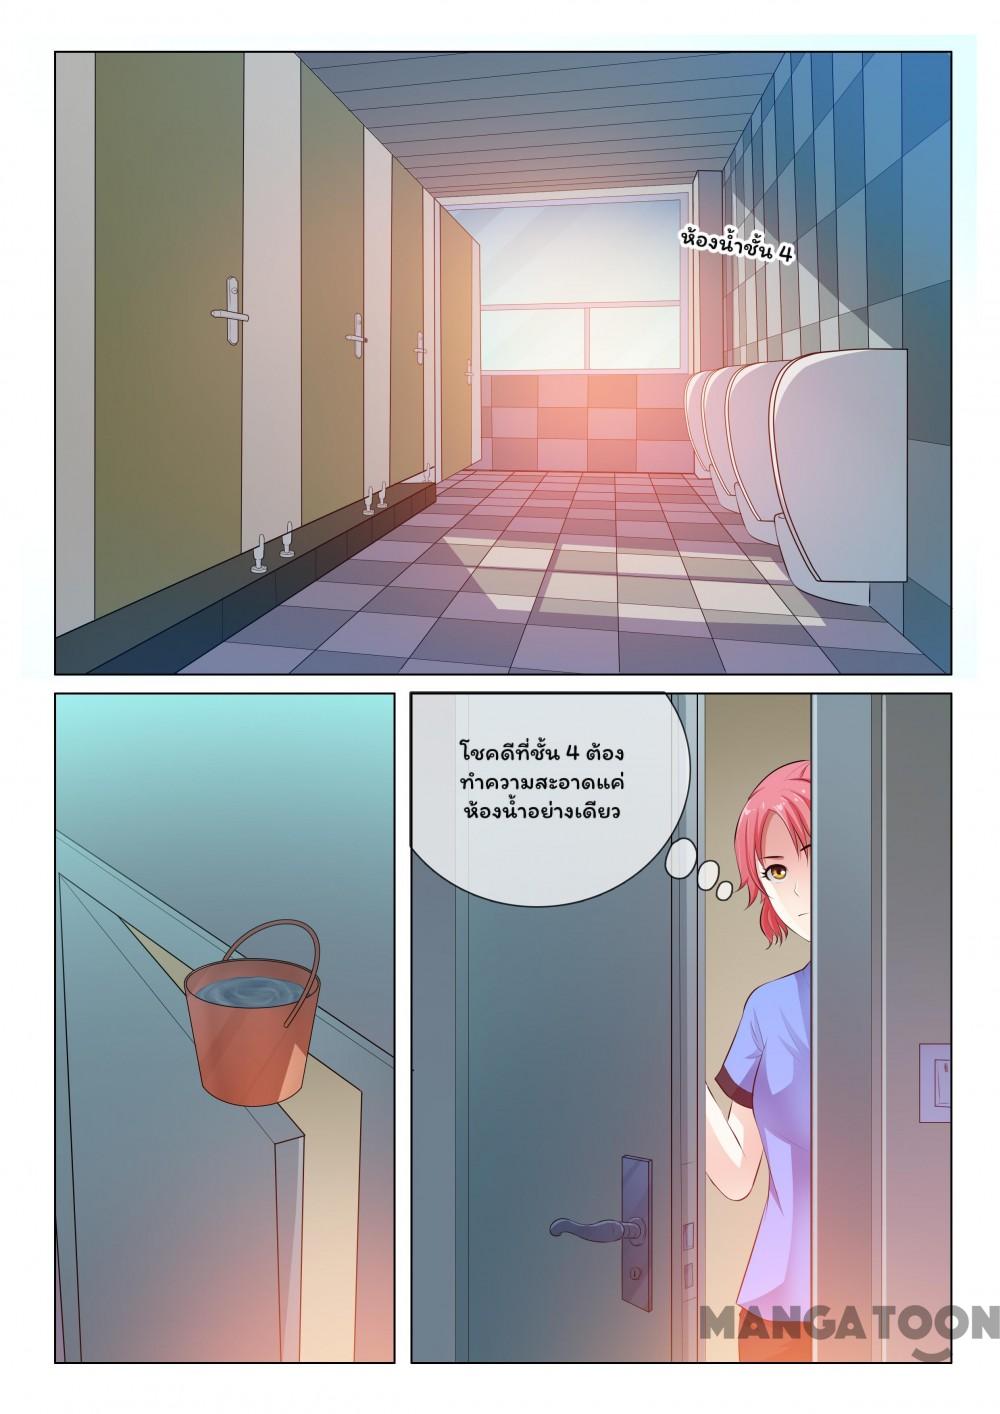 ห้องน้ำชั้น 4
โชคดีที่ชั้น 4 ต้อง
ทำความสะอาดแค่
ห้องน้ำอย่างเดียว
MANGATOON